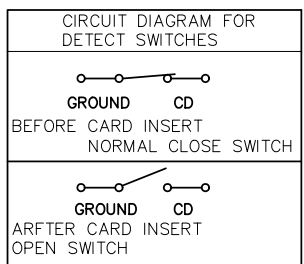 CIRCUIT DIAGRAM FOR
DETECT SWITCHES
GROUND CD
BEFORE CARD INSERT
NORMAL CLOSE SWITCH
GROUND CD
ARFTER CARD INSERT
OPEN SWITCH